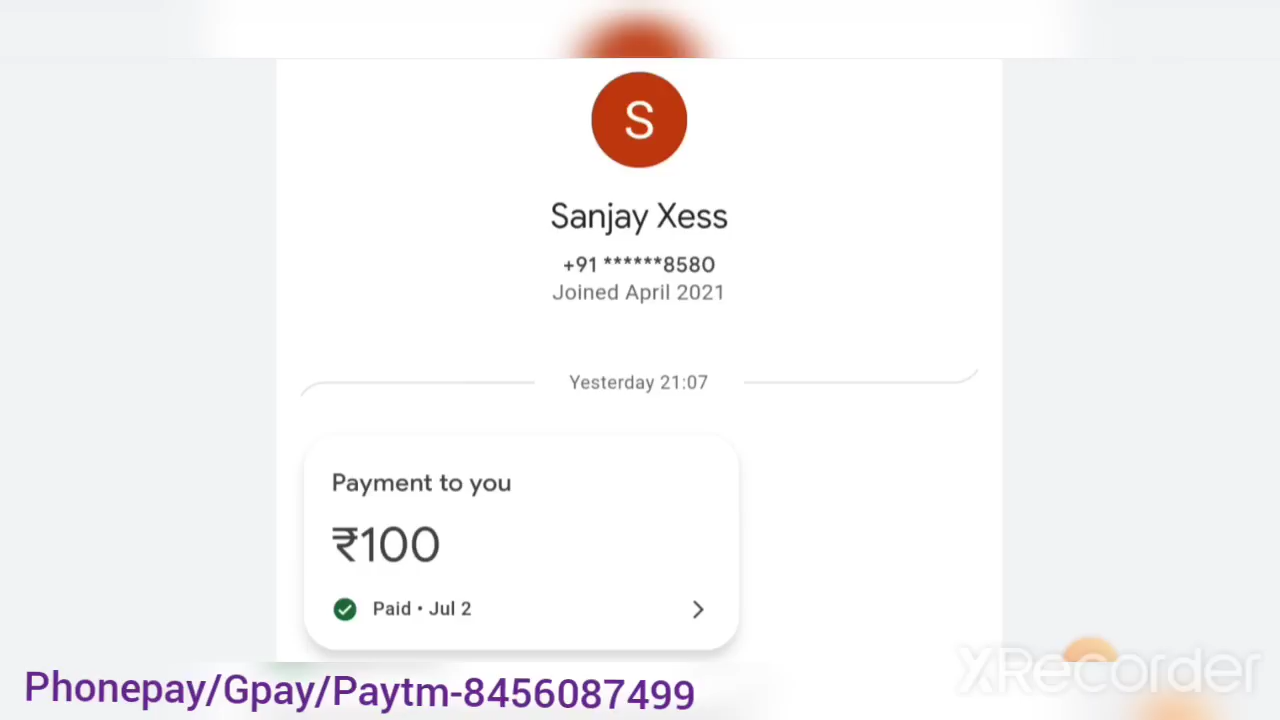 S
Sanjay Xess
+91 ******8580
Joined April 2021
Yesterday 21:07
Payment to you
₹100
Paid • Jul 2
Phonepay/Gpay/Paytm-8456087499
XRecorder